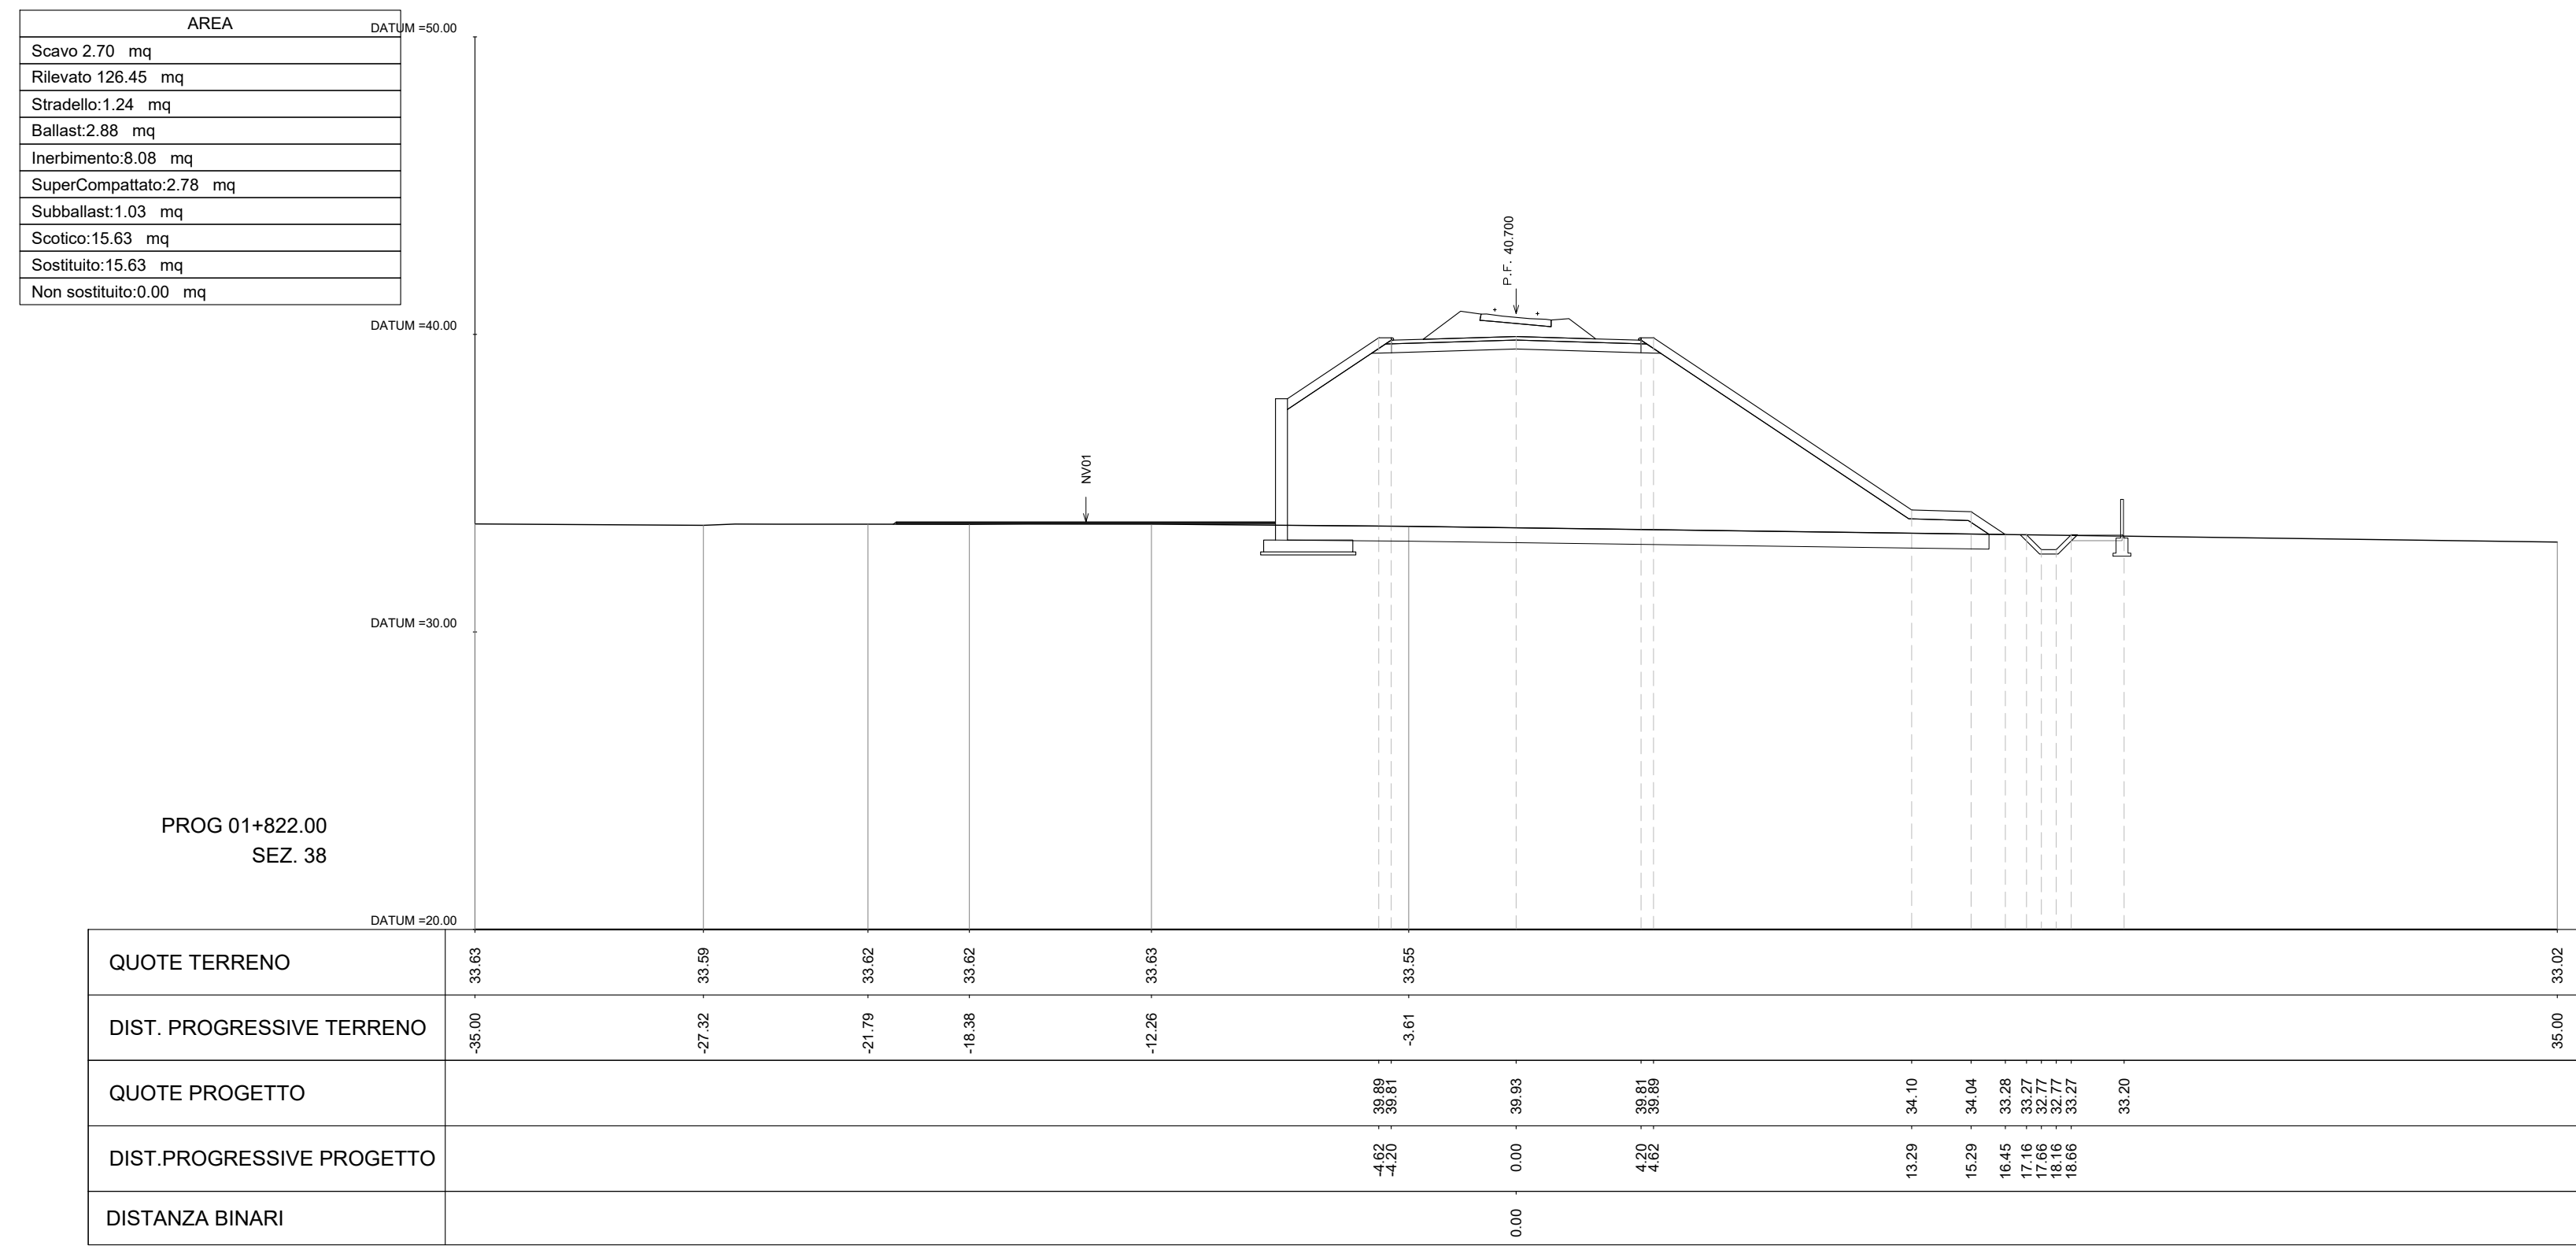 AREA
Scavo 2.70 mq
Rilevato 126.45 mq
Stradello:1.24 mq
Ballast:2.88 mq
Inerbimento:8.08 mq
SuperCompattato:2.78 mq
Subballast:1.03 mq
Scotico:15.63 mq
Sostituito:15.63 mq
Non sostituito:0.00 mq
DATUM =50.00
DATUM =40.00
DATUM =30.00
DATUM =20.00
P.F. 40.700
NV01
PROG 01+822.00
SEZ. 38
QUOTE TERRENO 33.63 33.59 33.62 33.62 33.63 33.55 33.02
DIST. PROGRESSIVE TERRENO -35.00 -27.32 -21.79 -18.38 -12.26 -3.61 35.00
QUOTE PROGETTO 39.89 39.81 39.93 39.81 39.89 34.10 34.04 33.28 33.27 32.77 32.77 33.27 33.20
DIST.PROGRESSIVE PROGETTO -4.62 -4.20 0.00 4.20 4.62 13.29 15.29 16.45 17.16 17.66 18.16 18.66
DISTANZA BINARI 0.00